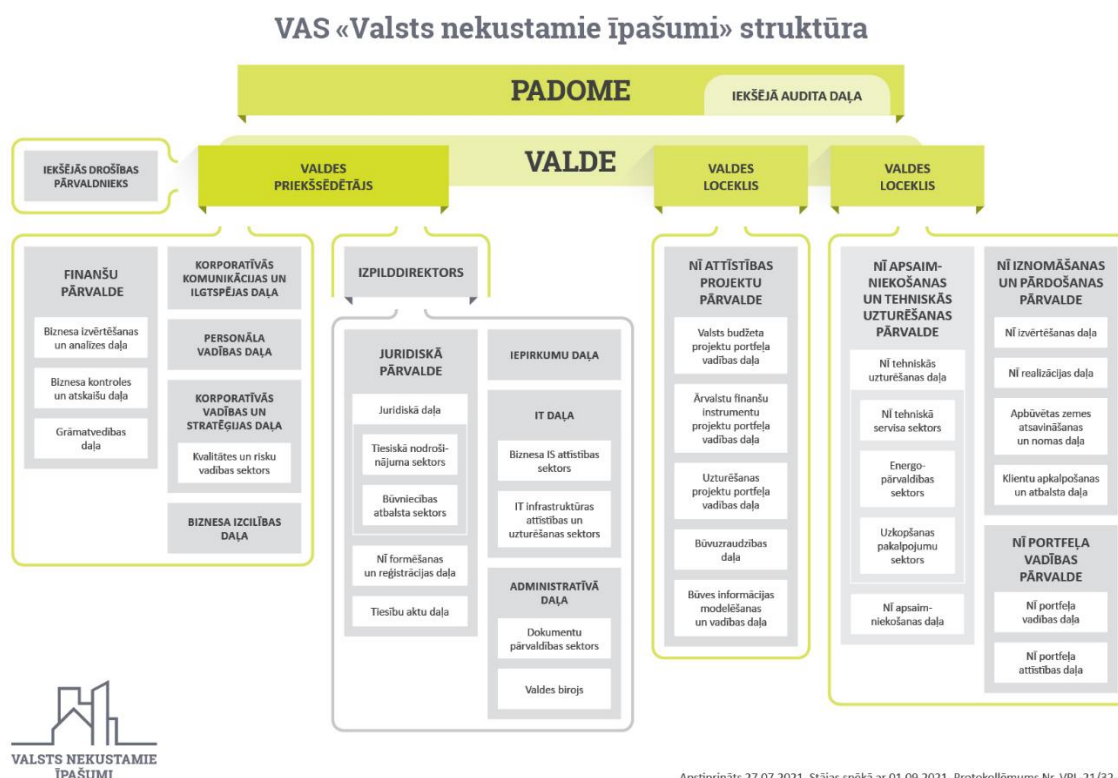 VAS «Valsts nekustamie īpašumi» struktūra
PADOME
IEKŠĒJĀ AUDITA DAĻA
VALDE
IEKŠĒJĀS DROŠĪBAS
PĀRVALDNIEKS
VALDES
PRIEKŠSĒDĒTĀJS
VALDES
LOCEKLIS
VALDES
LOCEKLIS
FINANŠU
PĀRVALDE
Biznesa izvērtēšanas
un analīzes daļa
Biznesa kontroles
un atskaišu daļa
Grāmatvedības
daļa
KORPORATĪVĀS
KOMUNIKĀCIJAS UN
ILGTSPĒJAS DAĻA
PERSONĀLA
VADĪBAS DAĻA
KORPORATĪVĀS
VADĪBAS UN
STRATĒĢIJAS DAĻA
Kvalitātes un risku
vadības sektors
BIZNESA IZCILĪBAS
DAĻA
IZPILDDIREKTORS
JURIDISKĀ
PĀRVALDE
Juridiskā daļa
Tiesiskā nodroši-
nājuma sektors
Būvniecības
atbalsta sektors
NĪ formēšanas
un reģistrācijas daļa
Tiesību aktu daļa
IEPIRKUMU DAĻA
IT DAĻA
Biznesa IS attīstības
sektors
IT infrastruktūras
attīstības un
uzturēšanas sektors
ADMINISTRATĪVĀ
DAĻA
Dokumentu
pārvaldības sektors
Valdes birojs
NĪ ATTĪSTĪBAS
PROJEKTU
PĀRVALDE
Valsts budžeta
projektu portfeļa
vadības daļa
Ārvalstu finanšu
instrumentu
projektu portfeļa
vadības daļa
Uzturēšanas
projektu portfeļa
vadības daļa
Būvuzraudzības
daļa
Būves informācijas
modelēšanas
un vadības daļa
NĪ APSAIM-
NIEKOŠANAS
UN TEHNISKĀS
UZTURĒŠANAS
PĀRVALDE
NĪ tehniskās
uzturēšanas daļa
NĪ tehniskā
servisa sektors
Energo-
pārvaldības
sektors
Uzkopšanas
pakalpojumu
sektors
NĪ apsaim-
niekošanas daļa
NĪ IZNOMĀŠANAS
UN PĀRDOŠANAS
PĀRVALDE
NĪ izvērtēšanas daļa
NĪ realizācijas daļa
Apbūvētas zemes
atsavināšanas
un nomas daļa
Klientu apkalpošanas
un atbalsta daļa
NĪ PORTFEĻA
VADĪBAS
PĀRVALDE
NĪ portfeļa
vadības daļa
NĪ portfeļa
attīstības daļa
VALSTS NEKUSTAMIE
ĪPAŠUMI
Apstiprināts 27.07.2021. Stājas spēkā ar 01.09.2021. Protokollēmums Nr. VPL-21/32